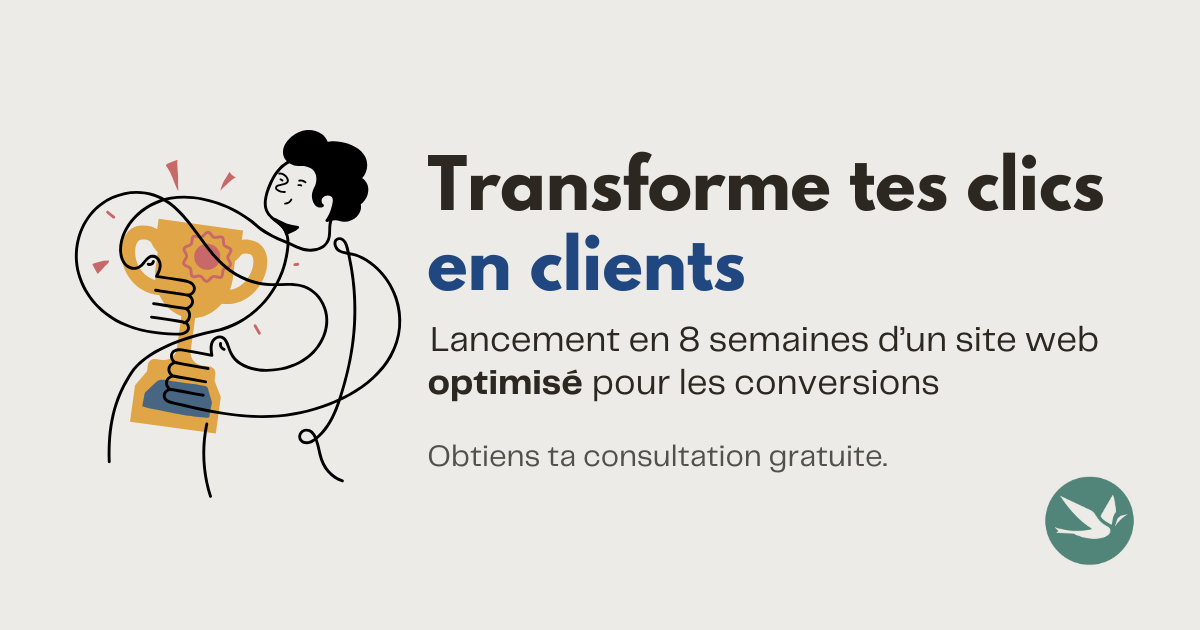 Transforme tes clics
en clients
Lancement en 8 semaines d’un site web
optimisé pour les conversions
Obtiens ta consultation gratuite.